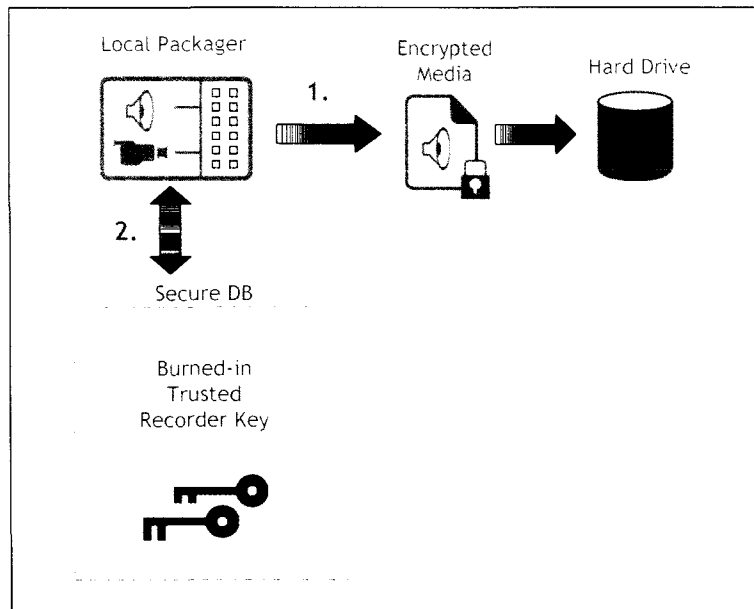 Local Packager
1.
Encrypted
Media
Hard Drive
2.
Secure DB
Burned-in
Trusted
Recorder Key